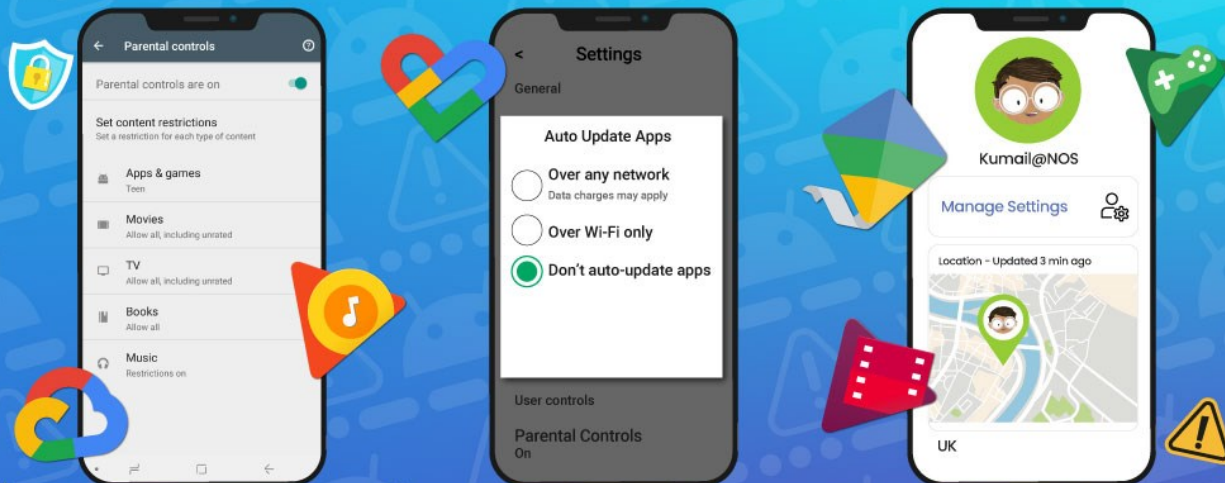 Parental controls
Parental controls are on
Set content restrictions
Set a restriction for each type of content
Apps & games
Teen
Movies
Allow all, including unrated
TV
Allow all, including unrated
Books
Allow all
Music
Restrictions on
Settings
General
Auto Update Apps
Over any network
Data charges may apply
Over Wi-Fi only
Don't auto-update apps
User controls
Parental Controls
On
Kumail@NOS
Manage Settings
Location - Updated 3 min ago
UK